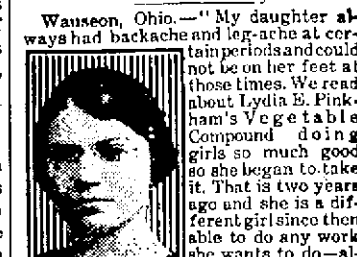 Wauseon, Ohio.—"My daughter al-
ways had backache and leg-ache at cer-
tain periods and could
not be on her feet at
those times. We read
about Lydia E. Pink-
ham's Vegetable
Compound doing
girls so much good
so she began to take
it. That is two years
ago and she is a dif-
ferent girl since then
able to do any work
she wants to do—al-